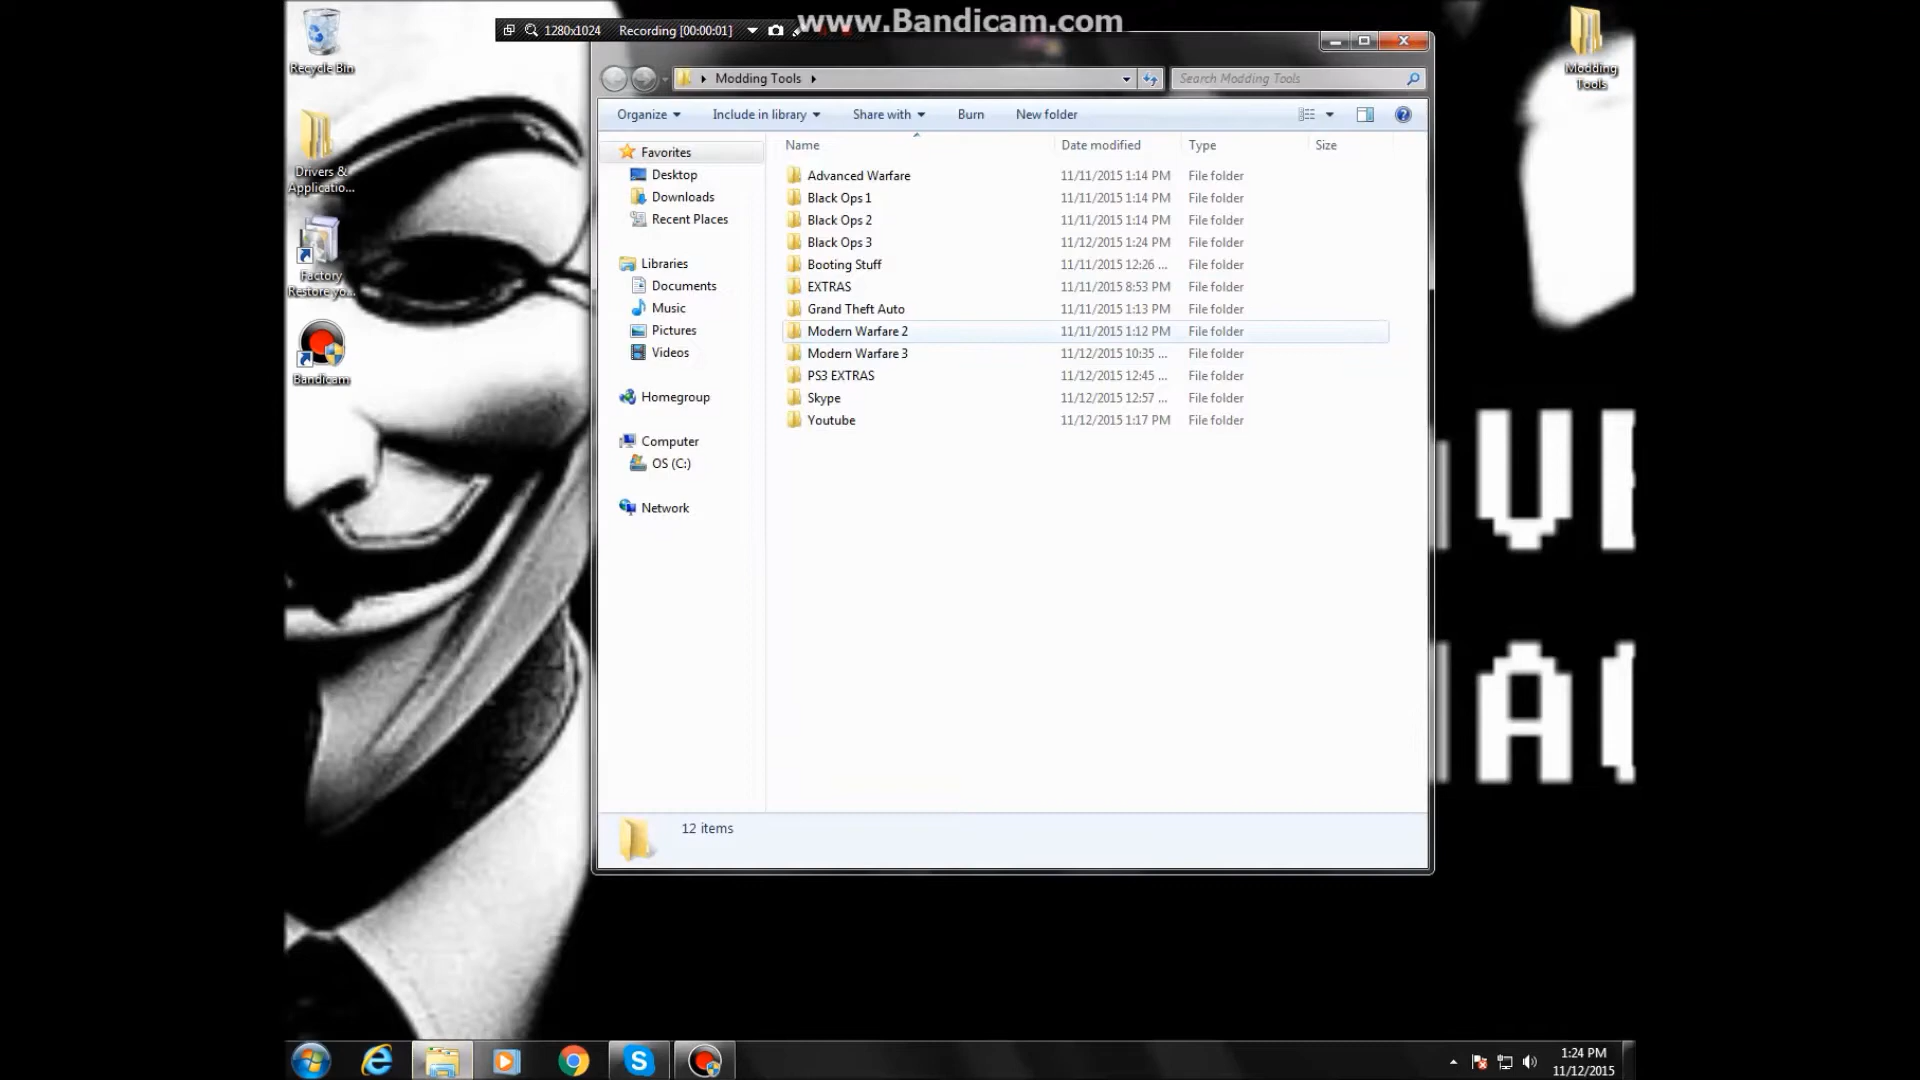 www.Bandicam.com
1280x1024 Recording [00:00:01]
Recycle Bin
Drivers &
Applicatio...
Factory
Restore yo...
Bandicam
Modding
Tools
Modding Tools
Search Modding Tools
Organize Include in library Share with Burn New folder
Name Date modified Type Size
Favorites
Desktop
Downloads
Recent Places
Libraries
Documents
Music
Pictures
Videos
Homegroup
Computer
OS (C:)
Network
Advanced Warfare 11/11/2015 1:14 PM File folder
Black Ops 1 11/11/2015 1:14 PM File folder
Black Ops 2 11/11/2015 1:14 PM File folder
Black Ops 3 11/12/2015 1:24 PM File folder
Booting Stuff 11/11/2015 12:26 ... File folder
EXTRAS 11/11/2015 8:53 PM File folder
Grand Theft Auto 11/11/2015 1:13 PM File folder
Modern Warfare 2 11/11/2015 1:12 PM File folder
Modern Warfare 3 11/12/2015 10:35 ... File folder
PS3 EXTRAS 11/12/2015 12:45 ... File folder
Skype 11/12/2015 12:57 ... File folder
Youtube 11/12/2015 1:17 PM File folder
12 items
1:24 PM
11/12/2015